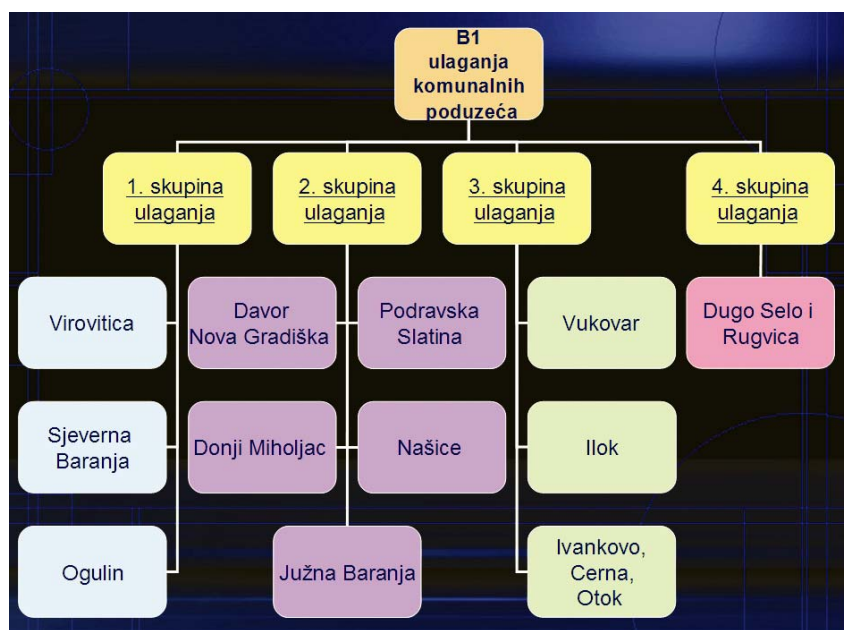 B1
ulaganja
komunalnih
poduzeća
1. skupina
ulaganja
2. skupina
ulaganja
3. skupina
ulaganja
4. skupina
ulaganja
Virovitica
Davor
Nova Gradiška
Podravska
Slatina
Vukovar
Dugo Selo i
Rugvica
Sjeverna
Baranja
Donji Miholjac
Našice
Ilok
Ogulin
Južna Baranja
Ivankovo,
Cerna,
Otok